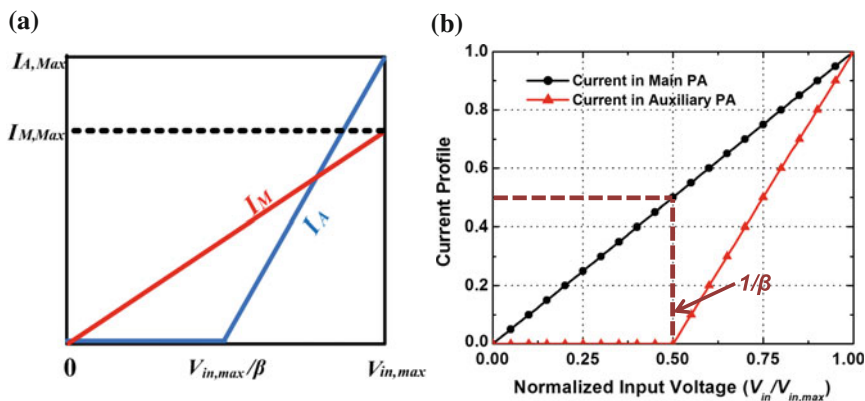 (a)
I_A,Max
I_M,Max
I_M
I_A
0
V_in,max/β
V_in,max
(b)
1.0
0.8
0.6
0.4
0.2
0.0
Current Profile
Current in Main PA
Current in Auxiliary PA
1/β
0.00
0.25
0.50
0.75
1.00
Normalized Input Voltage (V_in/V_in,max)